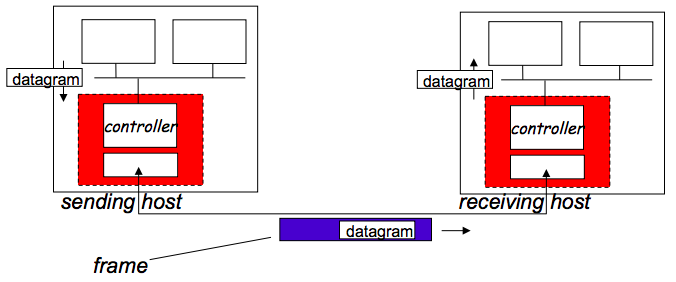 datagram
controller
sending host
datagram
controller
receiving host
datagram
frame